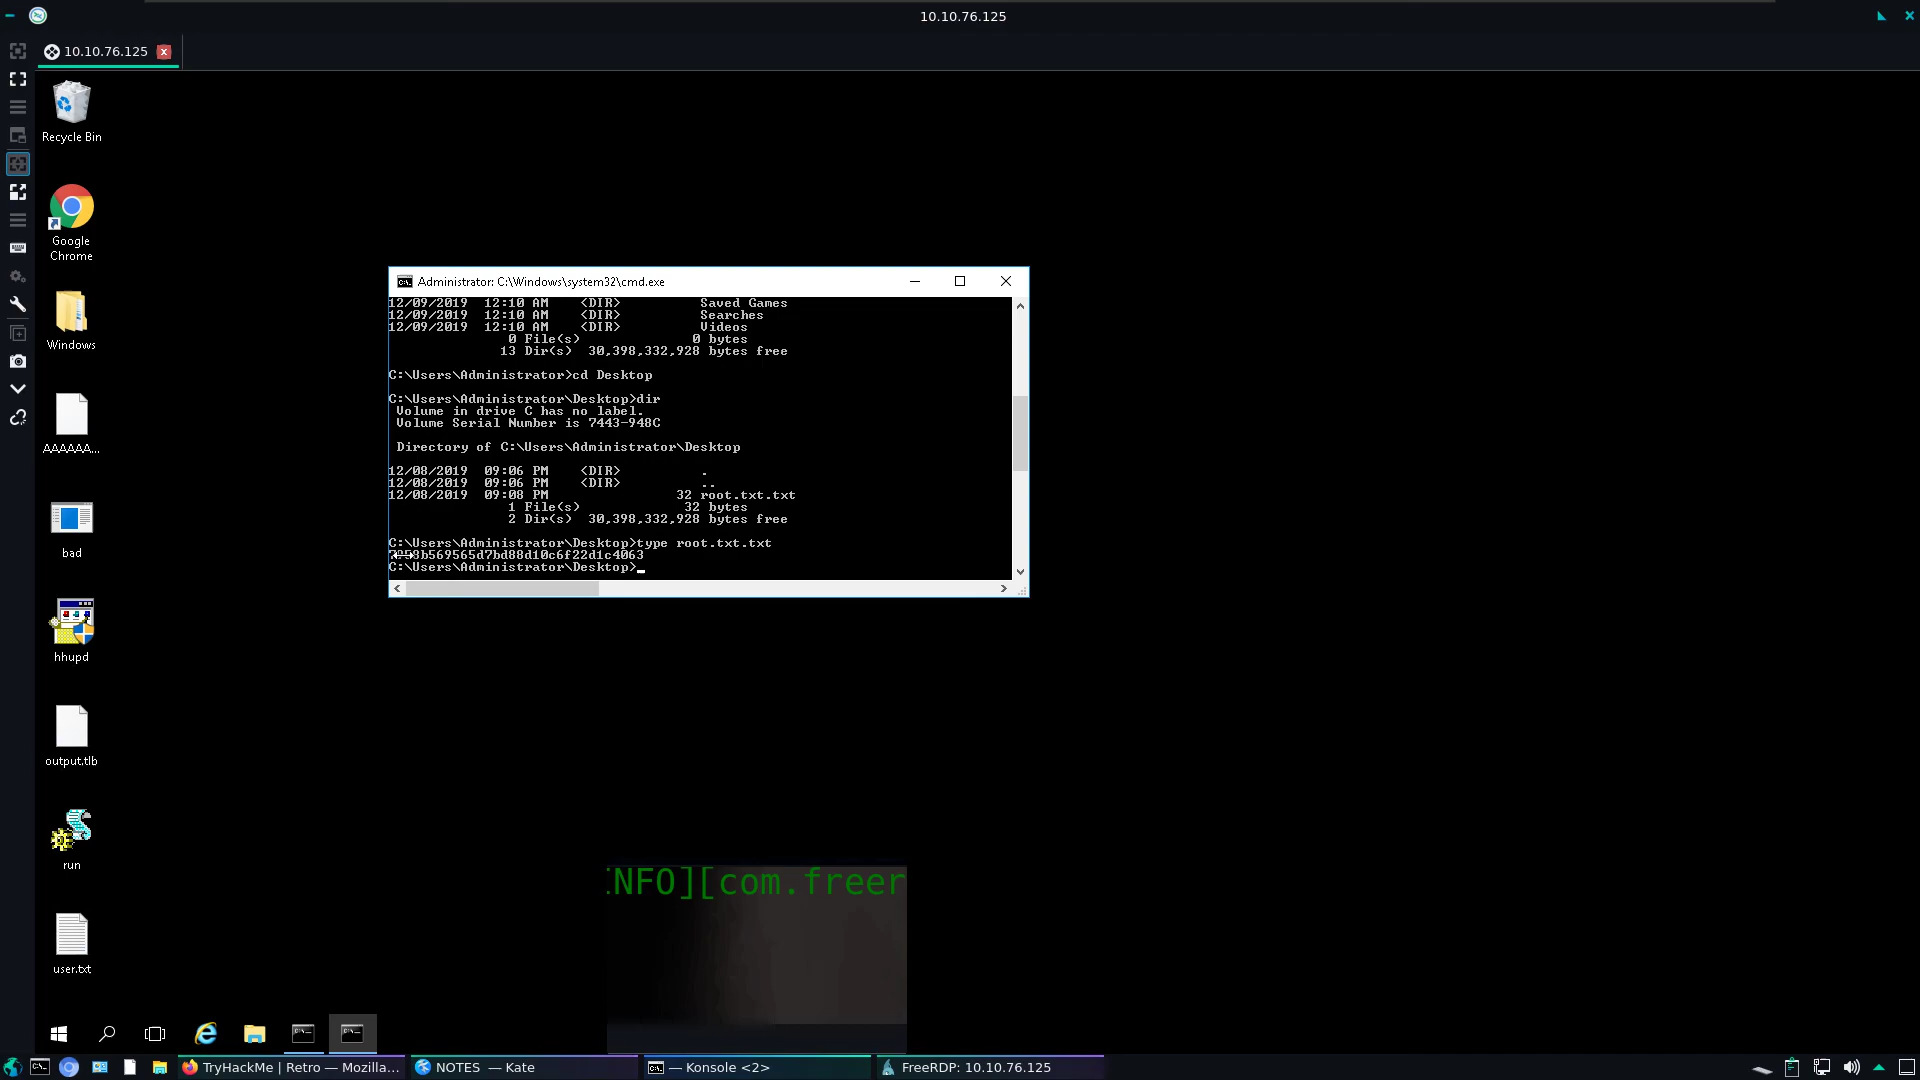 10.10.76.125
10.10.76.125
Recycle Bin
Google
Chrome
Windows
AAAAAA...
bad
hhupd
output.tlb
run
user.txt
Administrator: C:\Windows\system32\cmd.exe
12/09/2019  12:10 AM    <DIR>          Saved Games
12/09/2019  12:10 AM    <DIR>          Searches
12/09/2019  12:10 AM    <DIR>          Videos
0 File(s)              0 bytes
13 Dir(s)  30,398,332,928 bytes free
C:\Users\Administrator>cd Desktop
C:\Users\Administrator\Desktop>dir
Volume in drive C has no label.
Volume Serial Number is 7443-948C
Directory of C:\Users\Administrator\Desktop
12/08/2019  09:06 PM    <DIR>          .
12/08/2019  09:06 PM    <DIR>          ..
12/08/2019  09:08 PM                32 root.txt.txt
1 File(s)             32 bytes
2 Dir(s)  30,398,332,928 bytes free
C:\Users\Administrator\Desktop>type root.txt.txt
C:\Users\Administrator\Desktop>
NFO][com.freer
TryHackMe | Retro — Mozilla...
NOTES — Kate
— Konsole <2>
FreeRDP: 10.10.76.125